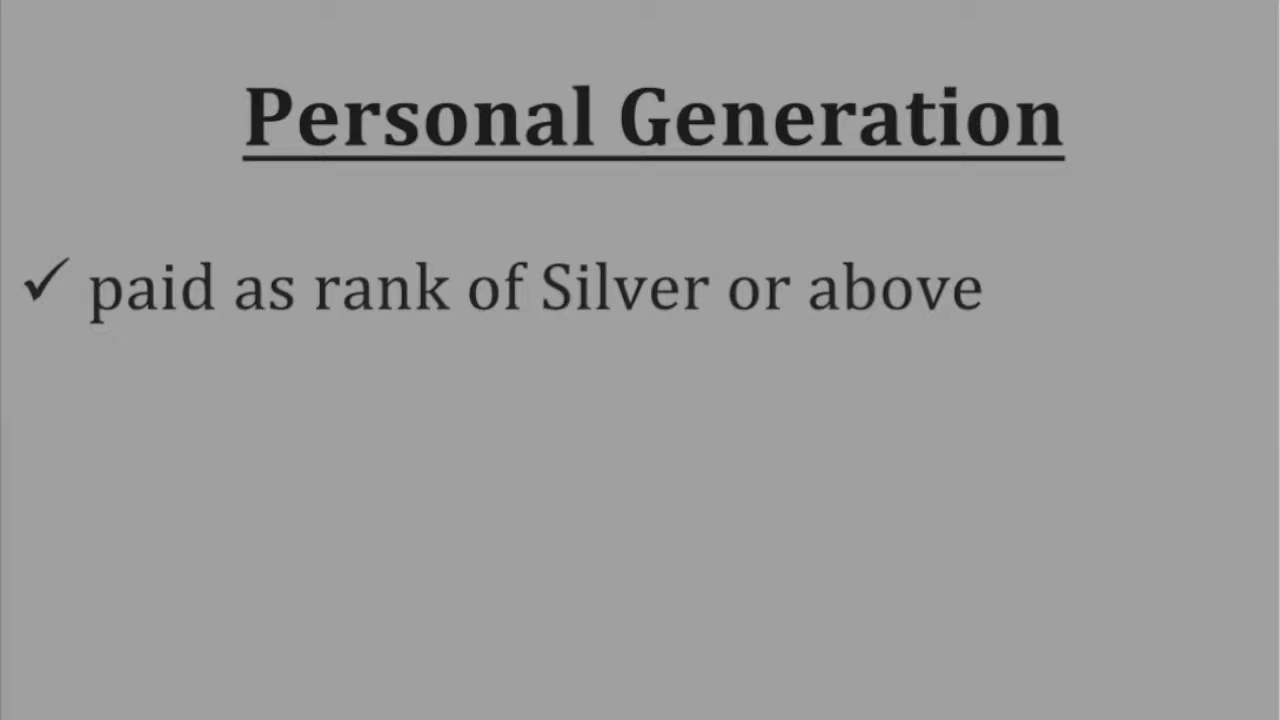 Personal Generation
✓ paid as rank of Silver or above